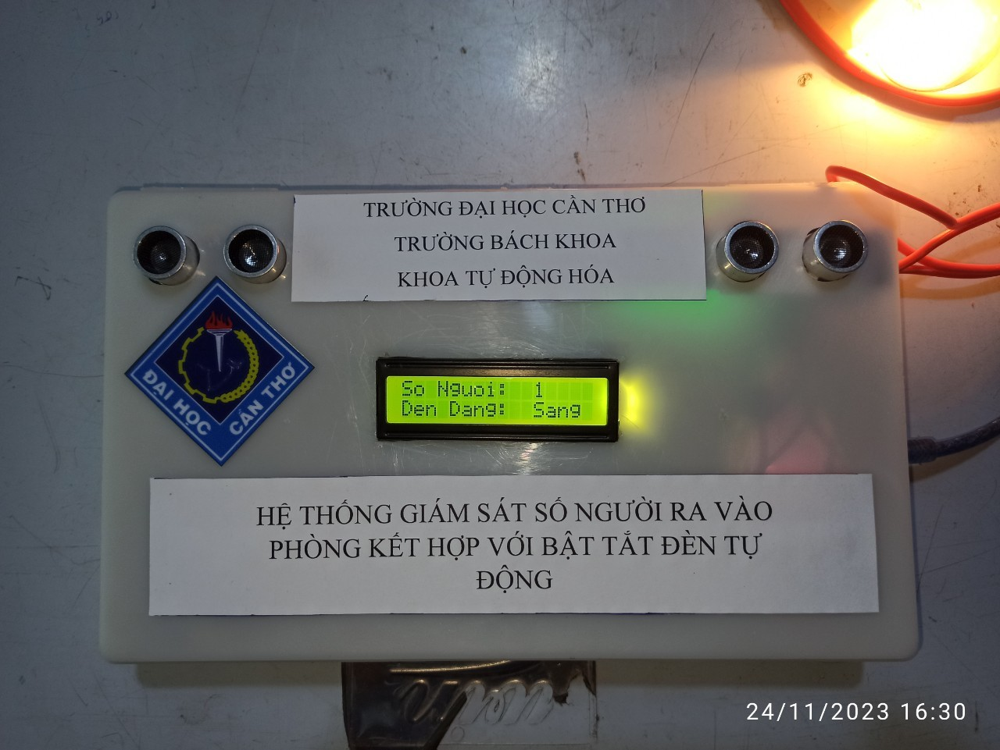 TRƯỜNG ĐẠI HỌC CẦN THƠ
TRƯỜNG BÁCH KHOA
KHOA TỰ ĐỘNG HÓA
ĐẠI HỌC CẦN THƠ
So Nguoi: 1
Den Dang: Sang
HỆ THỐNG GIÁM SÁT SỐ NGƯỜI RA VÀO
PHÒNG KẾT HỢP VỚI BẬT TẮT ĐÈN TỰ
ĐỘNG
24/11/2023 16:30